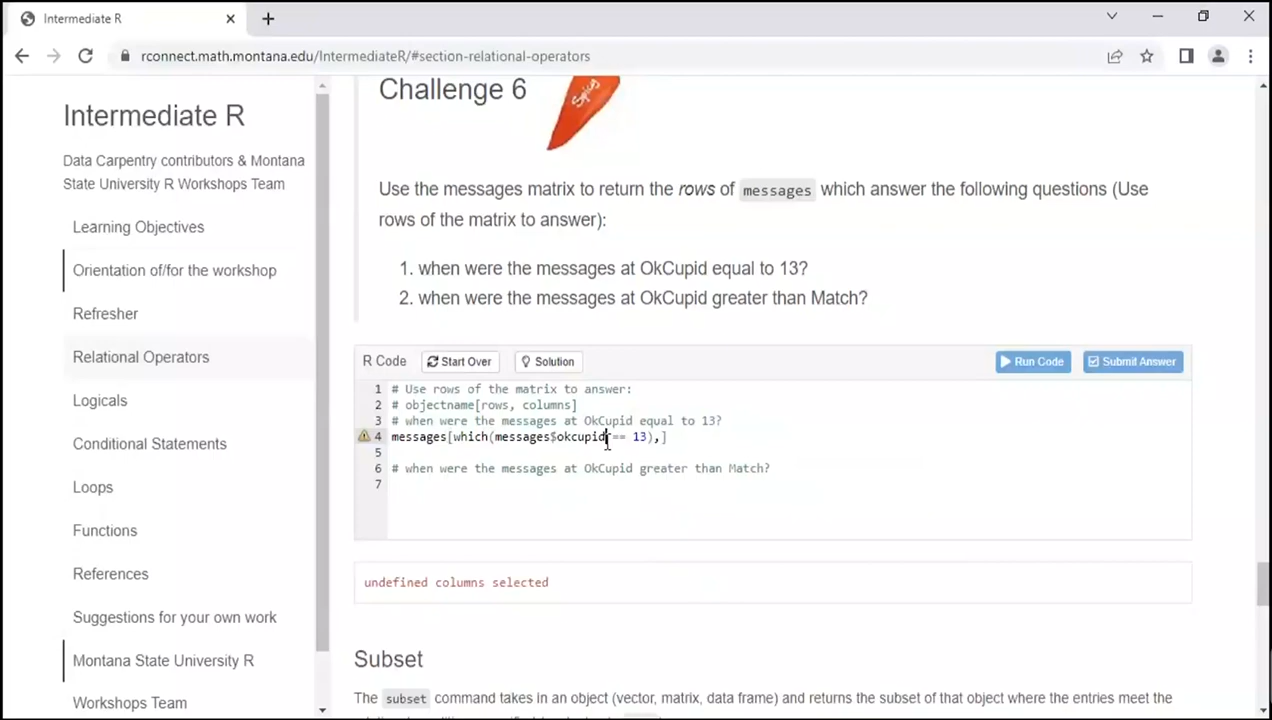 Intermediate R
rconnect.math.montana.edu/IntermediateR/#section-relational-operators
Intermediate R
Data Carpentry contributors & Montana
State University R Workshops Team
Learning Objectives
Orientation of/for the workshop
Refresher
Relational Operators
Logicals
Conditional Statements
Loops
Functions
References
Suggestions for your own work
Montana State University R
Workshops Team
Challenge 6
Spicy
Use the messages matrix to return the rows of messages which answer the following questions (Use
rows of the matrix to answer):
1. when were the messages at OkCupid equal to 13?
2. when were the messages at OkCupid greater than Match?
R Code
Start Over
Solution
Run Code
Submit Answer
1 # Use rows of the matrix to answer:
2 # objectname[rows, columns]
3 # when were the messages at OkCupid equal to 13?
4 messages[which(messages$okcupid == 13),]
5
6 # when were the messages at OkCupid greater than Match?
7
undefined columns selected
Subset
The subset command takes in an object (vector, matrix, data frame) and returns the subset of that object where the entries meet the